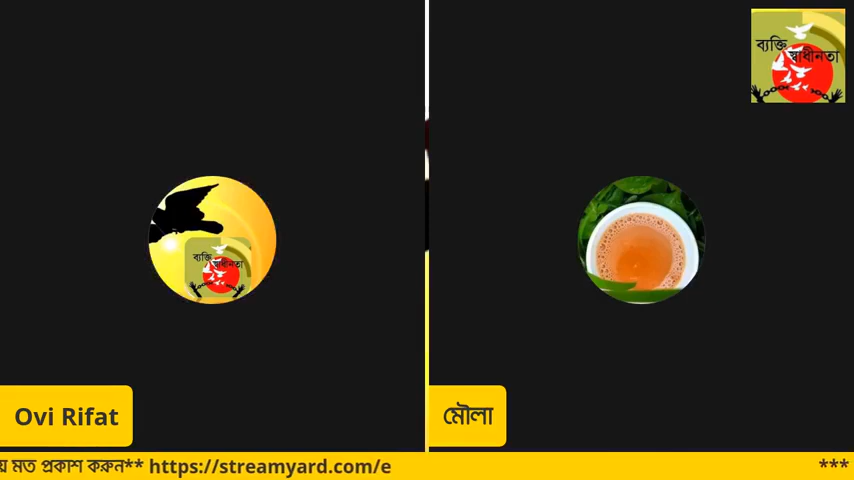 ব্যক্তি
স্বাধীনতা
ব্যক্তি
স্বাধীনতা
Ovi Rifat
মৌলা
য় মত প্রকাশ করুন** https://streamyard.com/e
***